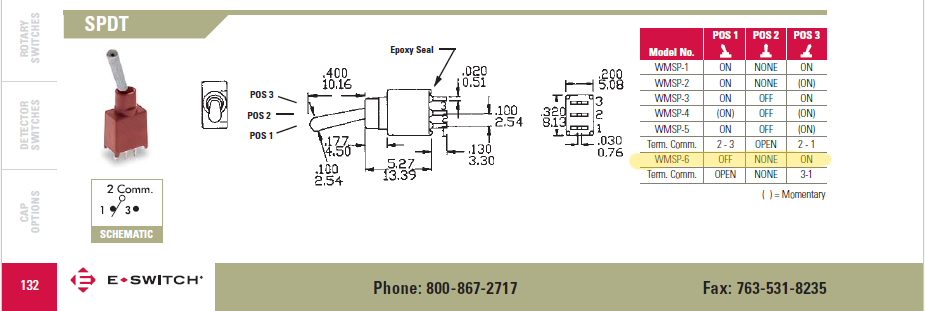 ROTARY
SWITCHES
DETECTOR
SWITCHES
CAP
OPTIONS
SPDT
Epoxy Seal
.400
10.16
.020
0.51
POS 3
POS 2
POS 1
.100
2.54
.177
4.50
.100
2.54
5.27
13.39
.130
3.30
.200
5.08
.320
8.13
3
2
1
.030
0.76
2 Comm.
1 3
SCHEMATIC
Model No. POS 1 POS 2 POS 3
WMSP-1 ON NONE ON
WMSP-2 ON NONE (ON)
WMSP-3 ON OFF ON
WMSP-4 (ON) OFF (ON)
WMSP-5 ON OFF (ON)
Term. Comm. 2 - 3 OPEN 2 - 1
WMSP-6 OFF NONE ON
Term. Comm. OPEN NONE 3-1
( ) = Momentary
132 E SWITCH Phone: 800-867-2717 Fax: 763-531-8235